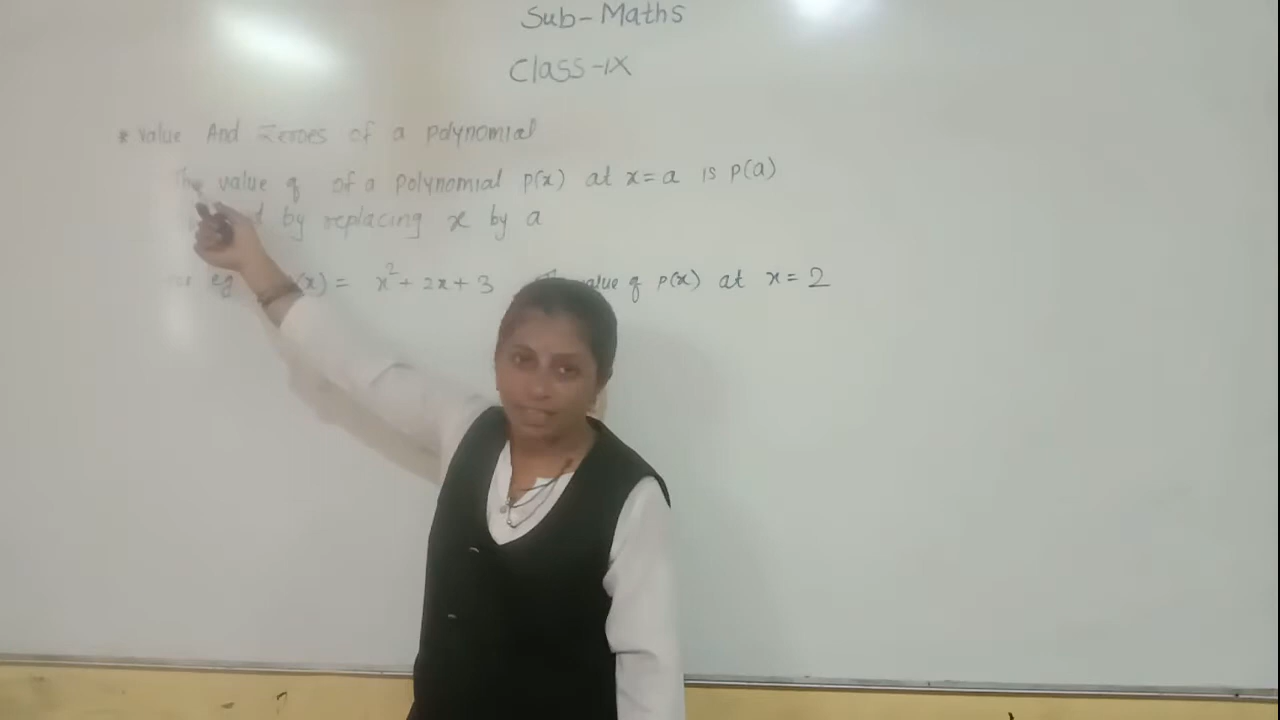 Sub-Maths
Class-IX
* Value And Zeroes of a polynomial
The value of of a polynomial p(x) at x=a is p(a)
by replacing x by a
eg (x) = x²+2x+3 value of p(x) at x=2